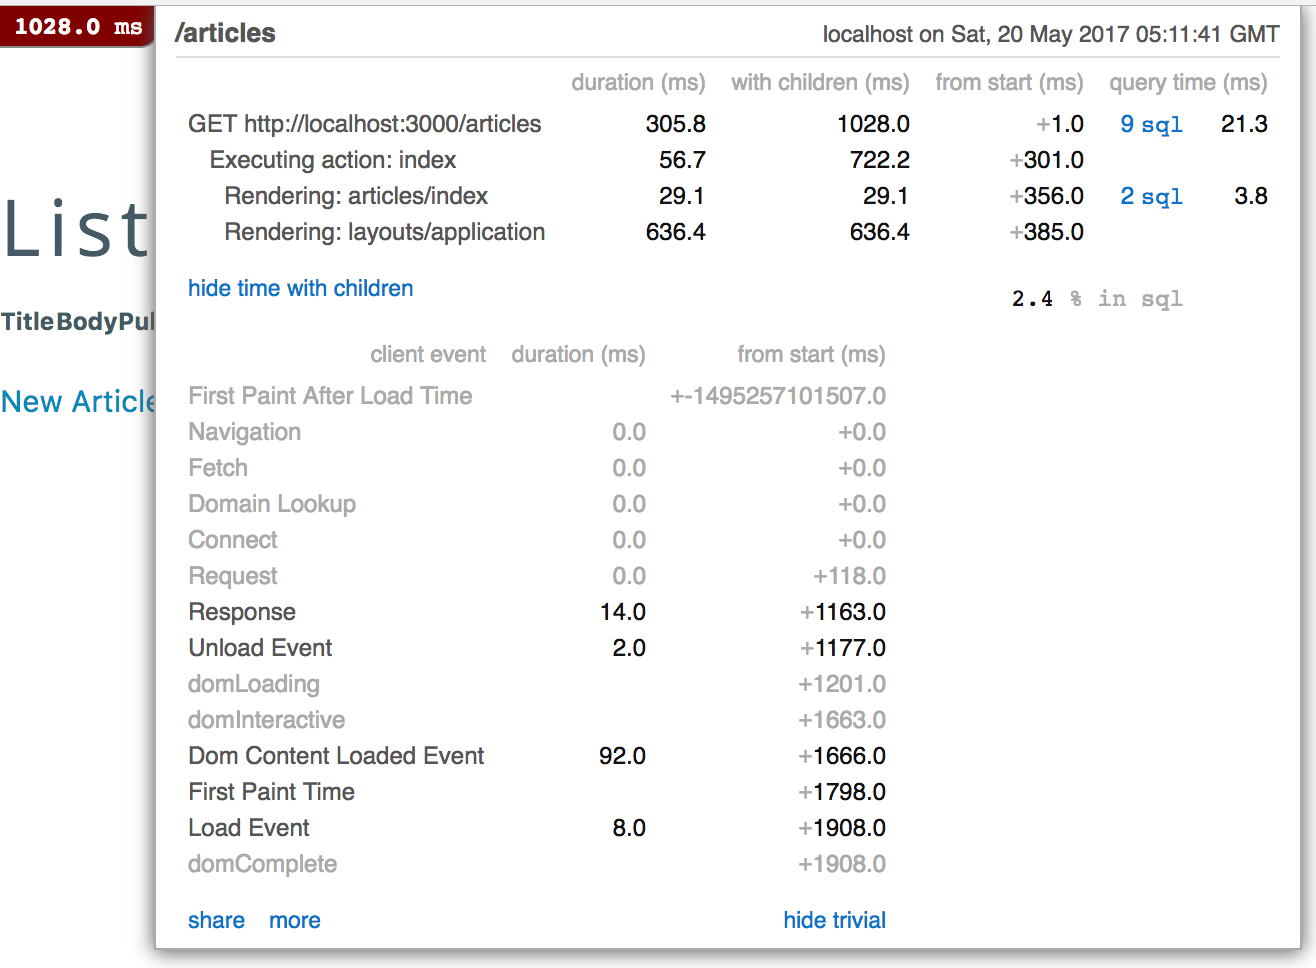 1028.0 ms
/articles localhost on Sat, 20 May 2017 05:11:41 GMT
duration (ms) with children (ms) from start (ms) query time (ms)
GET http://localhost:3000/articles 305.8 1028.0 +1.0 9 sql 21.3
Executing action: index 56.7 722.2 +301.0
Rendering: articles/index 29.1 29.1 +356.0 2 sql 3.8
Rendering: layouts/application 636.4 636.4 +385.0
hide time with children 2.4 % in sql
client event duration (ms) from start (ms)
First Paint After Load Time +-1495257101507.0
Navigation 0.0 +0.0
Fetch 0.0 +0.0
Domain Lookup 0.0 +0.0
Connect 0.0 +0.0
Request 0.0 +118.0
Response 14.0 +1163.0
Unload Event 2.0 +1177.0
domLoading +1201.0
domInteractive +1663.0
Dom Content Loaded Event 92.0 +1666.0
First Paint Time +1798.0
Load Event 8.0 +1908.0
domComplete +1908.0
share more hide trivial
List
Title Body
New Article